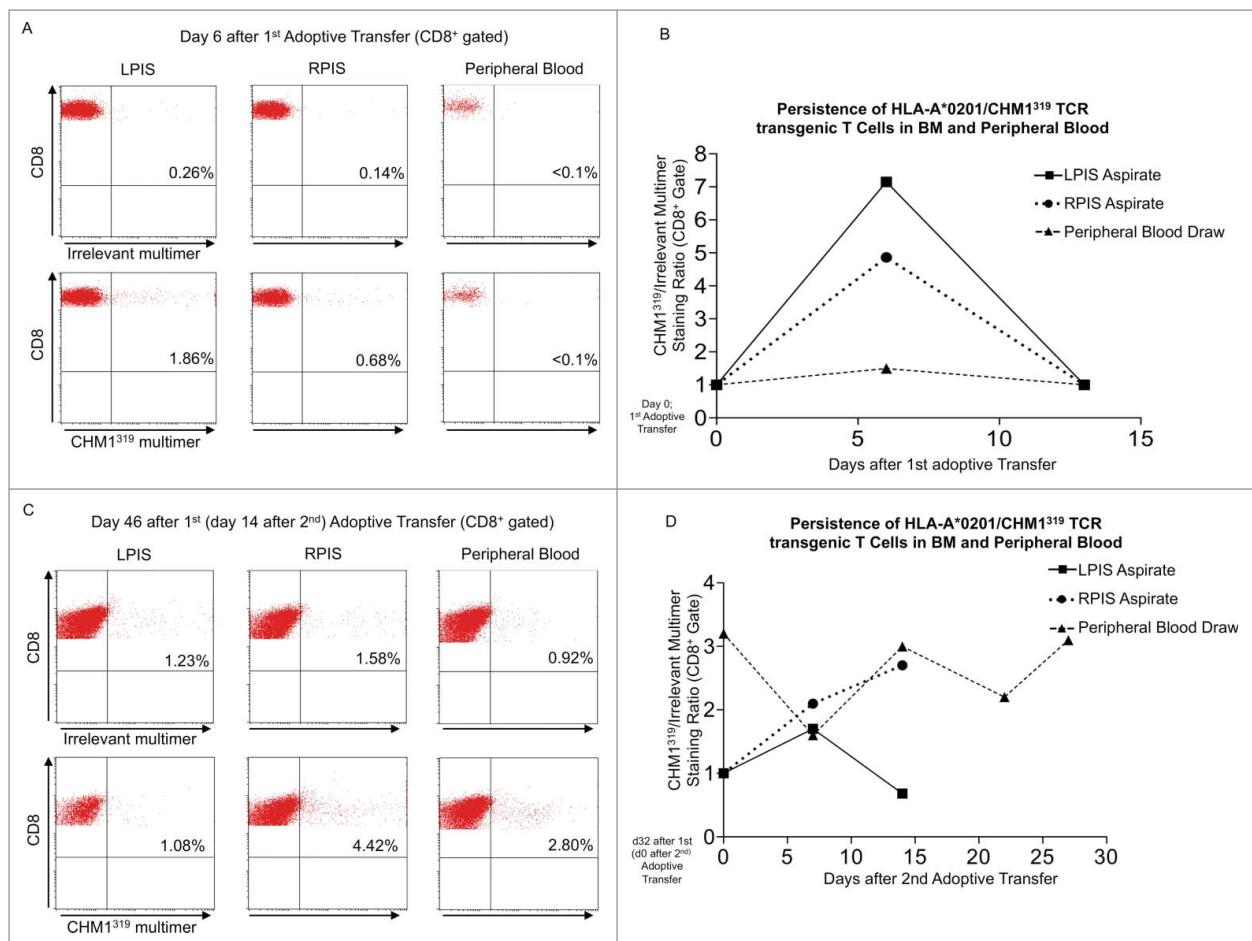 A
Day 6 after 1st Adoptive Transfer (CD8+ gated)
LPIS
RPIS
Peripheral Blood
CD8
0.26%
0.14%
<0.1%
Irrelevant multimer
CD8
1.86%
0.68%
<0.1%
CHM1319 multimer
B
Persistence of HLA-A*0201/CHM1319 TCR
transgenic T Cells in BM and Peripheral Blood
CHM1319/Irrelevant Multimer
Staining Ratio (CD8+ Gate)
8
7
6
5
4
3
2
1
0
LPIS Aspirate
RPIS Aspirate
Peripheral Blood Draw
Day 0;
1st Adoptive
Transfer
0
5
10
15
Days after 1st adoptive Transfer
C
Day 46 after 1st (day 14 after 2nd) Adoptive Transfer (CD8+ gated)
LPIS
RPIS
Peripheral Blood
CD8
1.23%
1.58%
0.92%
Irrelevant multimer
CD8
1.08%
4.42%
2.80%
CHM1319 multimer
D
Persistence of HLA-A*0201/CHM1319 TCR
transgenic T Cells in BM and Peripheral Blood
LPIS Aspirate
RPIS Aspirate
Peripheral Blood Draw
CHM1319/Irrelevant Multimer
Staining Ratio (CD8+ Gate)
4
3
2
1
0
d32 after 1st
(d0 after 2nd)
Adoptive
Transfer
0
5
10
15
20
25
30
Days after 2nd Adoptive Transfer